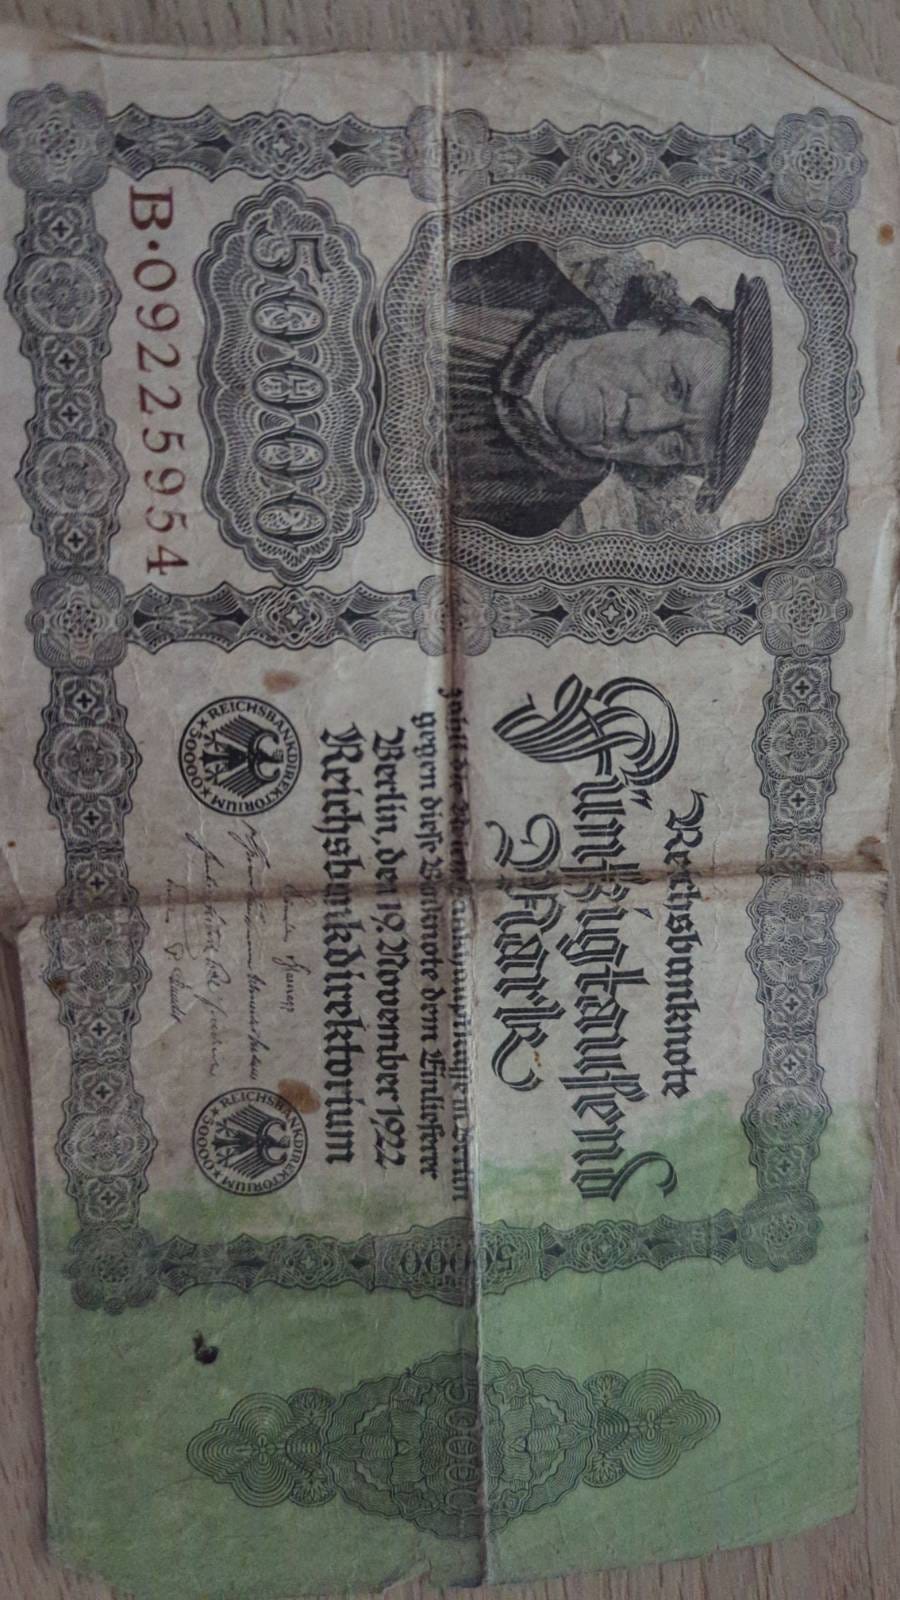 B·09225954
50000
Reichsbanknote
Fünfzigtausend
Mark
zahlt die Reichsbankhauptkasse in Berlin
gegen diese Banknote dem Einlieferer
Berlin, den 19. November 1922
Reichsbankdirektorium
REICHSBANKDIREKTORIUM ★ 50000 ★
REICHSBANKDIREKTORIUM ★ 50000 ★
50000
50000